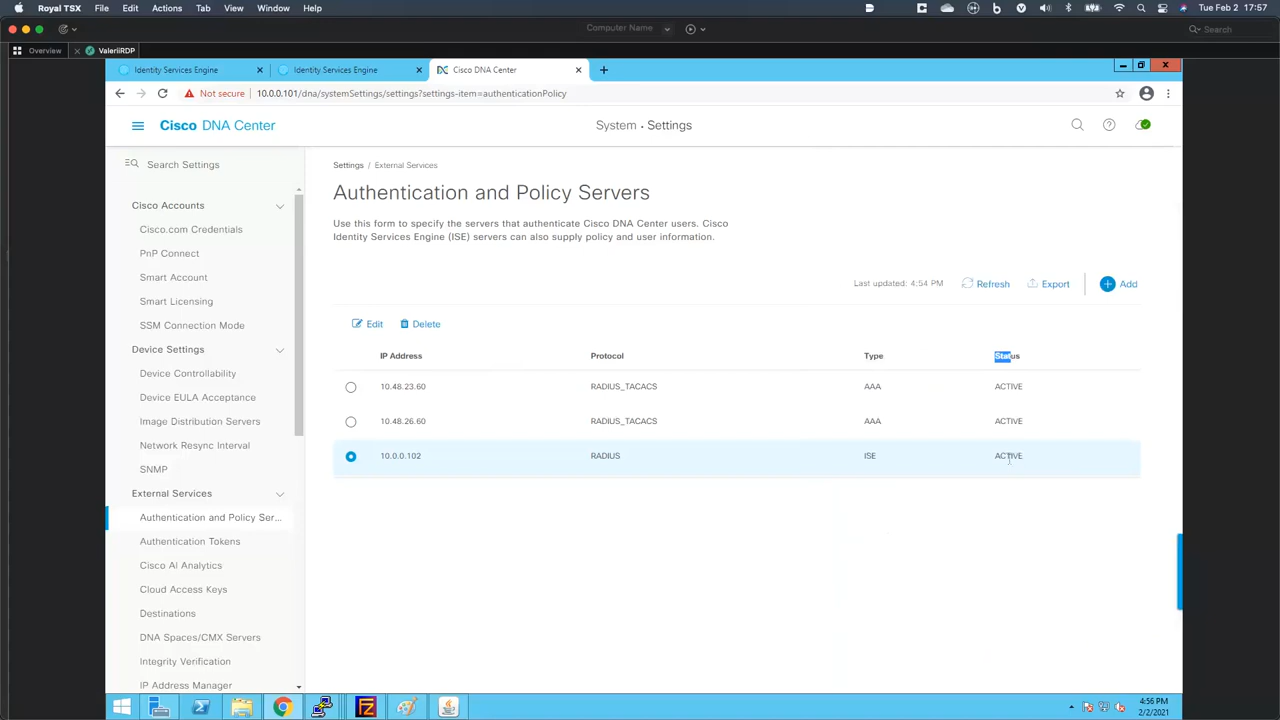 Royal TSX File Edit View Actions Settings Window Help Tue Feb 2 17:57
Computer Name Search
Overview ValeriiRDP
Identity Services Engine Identity Services Engine Cisco DNA Center
Not secure 10.0.0.101/dna/systemSettings/settings?settings-item=authenticationPolicy
Cisco DNA Center System • Settings
Search Settings
Cisco Accounts
Cisco.com Credentials
PnP Connect
Smart Account
Smart Licensing
SSM Connection Mode
Device Settings
Device Controllability
Device EULA Acceptance
Image Distribution Servers
Network Resync Interval
SNMP
External Services
Authentication and Policy Ser...
Authentication Tokens
Cisco AI Analytics
Cloud Access Keys
Destinations
DNA Spaces/CMX Servers
Integrity Verification
IP Address Manager
Settings / External Services
Authentication and Policy Servers
Use this form to specify the servers that authenticate Cisco DNA Center users. Cisco
Identity Services Engine (ISE) servers can also supply policy and user information.
Last updated: 4:54 PM Refresh Export Add
Edit Delete
IP Address Protocol Type Status
10.48.23.60 RADIUS_TACACS AAA ACTIVE
10.48.26.60 RADIUS_TACACS AAA ACTIVE
10.0.0.102 RADIUS ISE ACTIVE
4:56 PM
2/2/2021